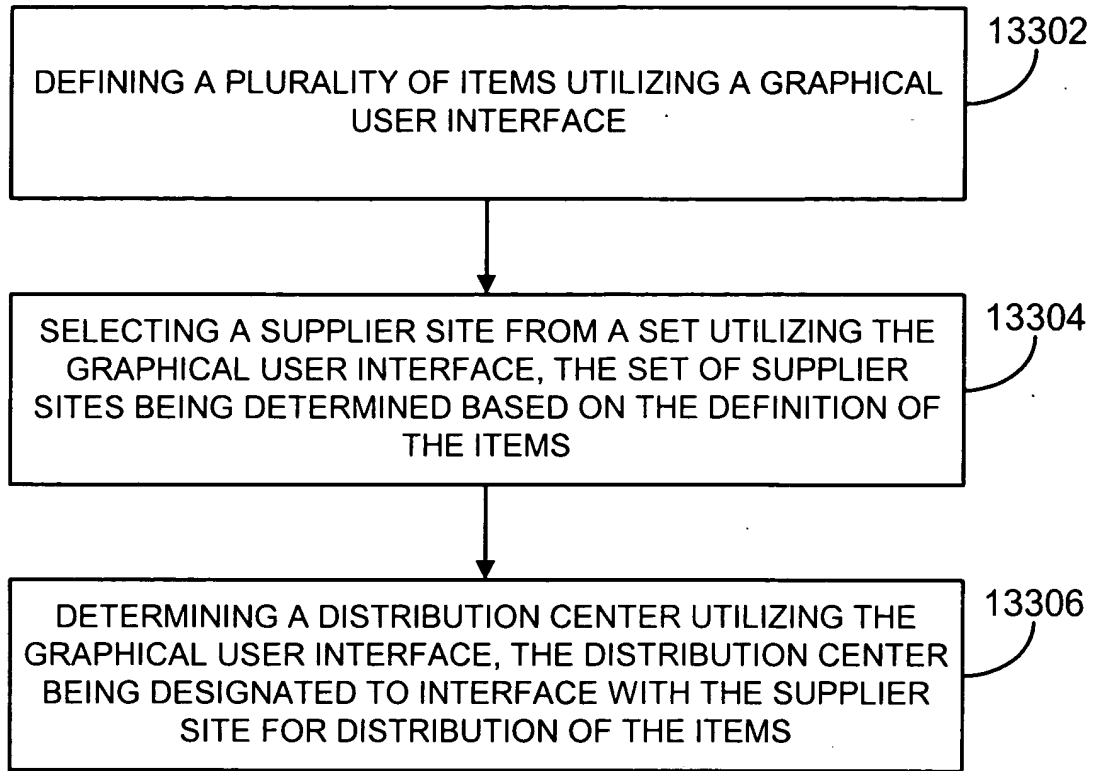 13302
DEFINING A PLURALITY OF ITEMS UTILIZING A GRAPHICAL
USER INTERFACE
13304
SELECTING A SUPPLIER SITE FROM A SET UTILIZING THE
GRAPHICAL USER INTERFACE, THE SET OF SUPPLIER
SITES BEING DETERMINED BASED ON THE DEFINITION OF
THE ITEMS
13306
DETERMINING A DISTRIBUTION CENTER UTILIZING THE
GRAPHICAL USER INTERFACE, THE DISTRIBUTION CENTER
BEING DESIGNATED TO INTERFACE WITH THE SUPPLIER
SITE FOR DISTRIBUTION OF THE ITEMS